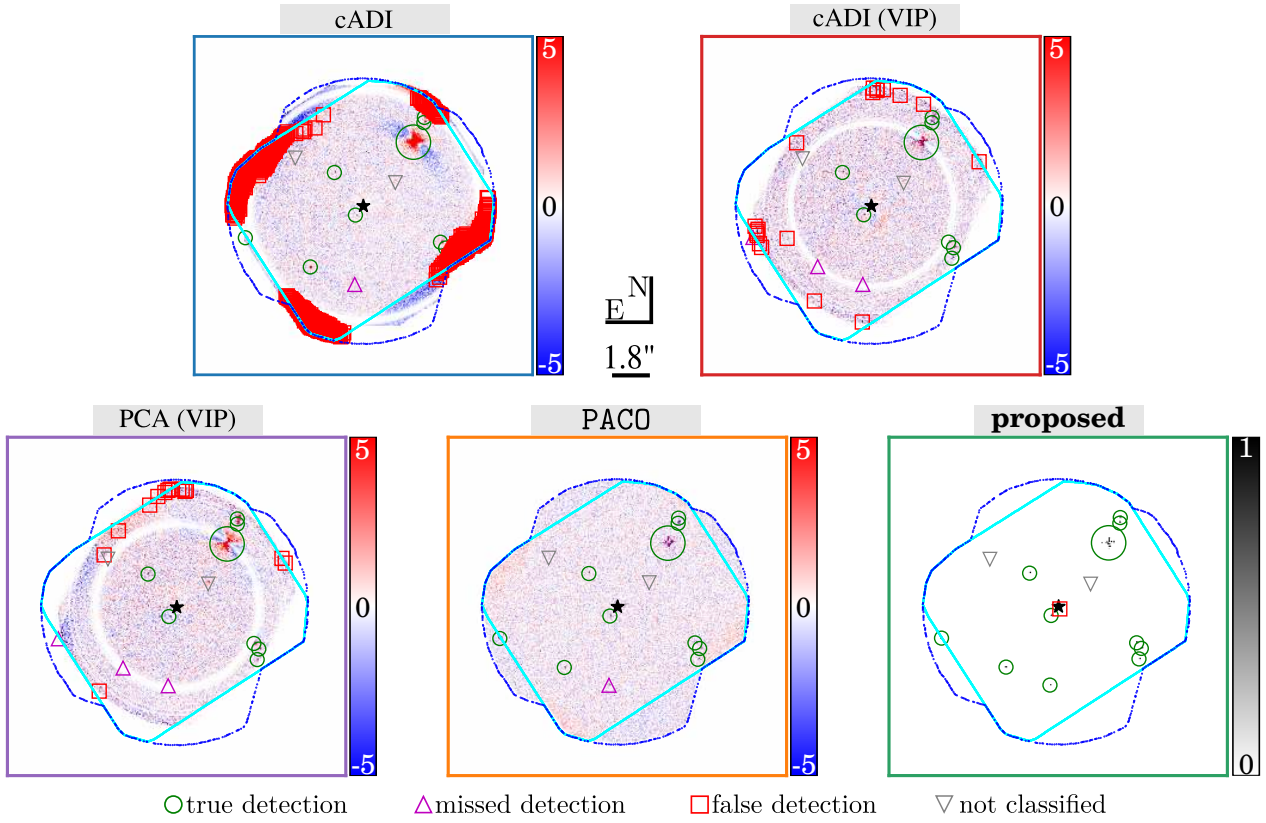 cADI
cADI (VIP)
5
0
-5
N
E
1.8"
5
0
-5
PCA (VIP)
PACO
proposed
5
0
-5
5
0
-5
1
0
true detection
missed detection
false detection
not classified